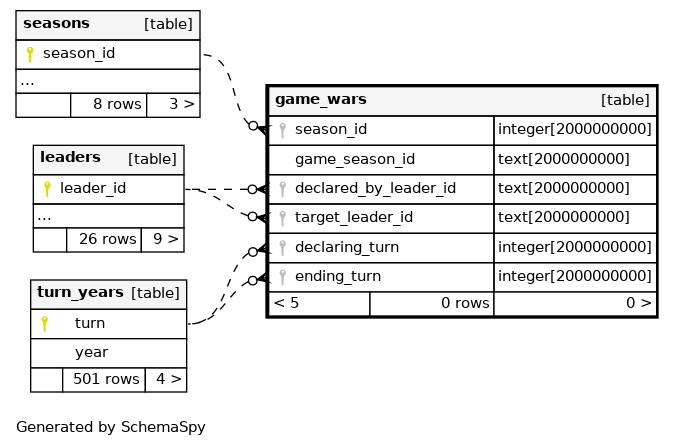 seasons [table]
season_id
...
8 rows 3 >
leaders [table]
leader_id
...
26 rows 9 >
turn_years [table]
turn
year
501 rows 4 >
game_wars [table]
season_id integer[2000000000]
game_season_id text[2000000000]
declared_by_leader_id text[2000000000]
target_leader_id text[2000000000]
declaring_turn integer[2000000000]
ending_turn integer[2000000000]
< 5 0 rows 0 >
Generated by SchemaSpy